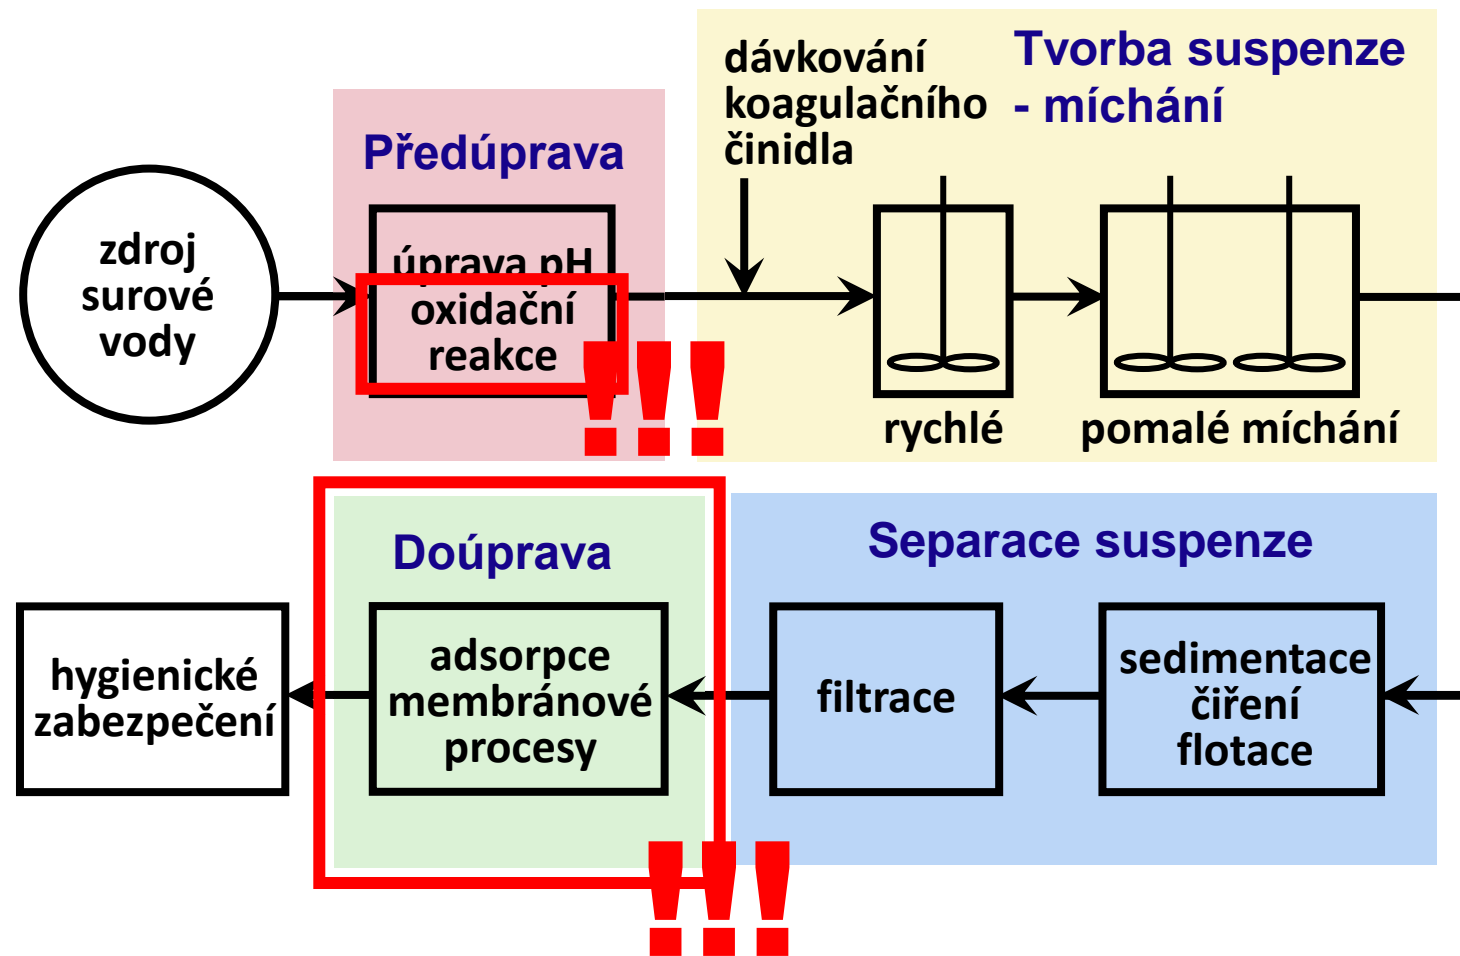 zdroj
surové
vody
Předúprava
úprava pH
oxidační
reakce
!!!
dávkování
koagulačního
činidla
Tvorba suspenze
- míchání
rychlé
pomalé míchání
Separace suspenze
sedimentace
čiření
flotace
filtrace
Doúprava
adsorpce
membránové
procesy
!!!
hygienické
zabezpečení